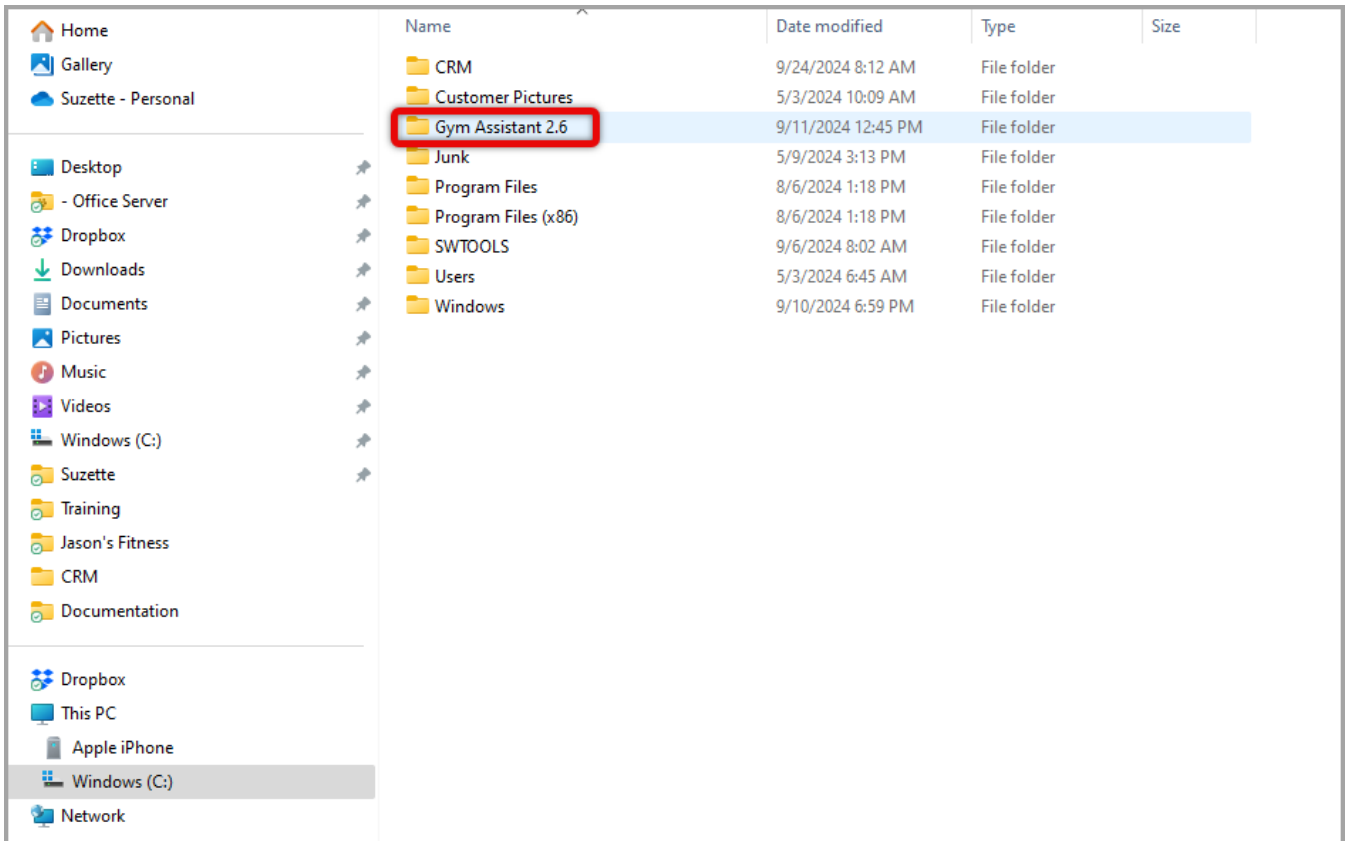 Home
Gallery
Suzette - Personal
Desktop
- Office Server
Dropbox
Downloads
Documents
Pictures
Music
Videos
Windows (C:)
Suzette
Training
Jason's Fitness
CRM
Documentation
Dropbox
This PC
Apple iPhone
Windows (C:)
Network
Name Date modified Type Size
CRM 9/24/2024 8:12 AM File folder
Customer Pictures 5/3/2024 10:09 AM File folder
Gym Assistant 2.6 9/11/2024 12:45 PM File folder
Junk 5/9/2024 3:13 PM File folder
Program Files 8/6/2024 1:18 PM File folder
Program Files (x86) 8/6/2024 1:18 PM File folder
SWTOOLS 9/6/2024 8:02 AM File folder
Users 5/3/2024 6:45 AM File folder
Windows 9/10/2024 6:59 PM File folder